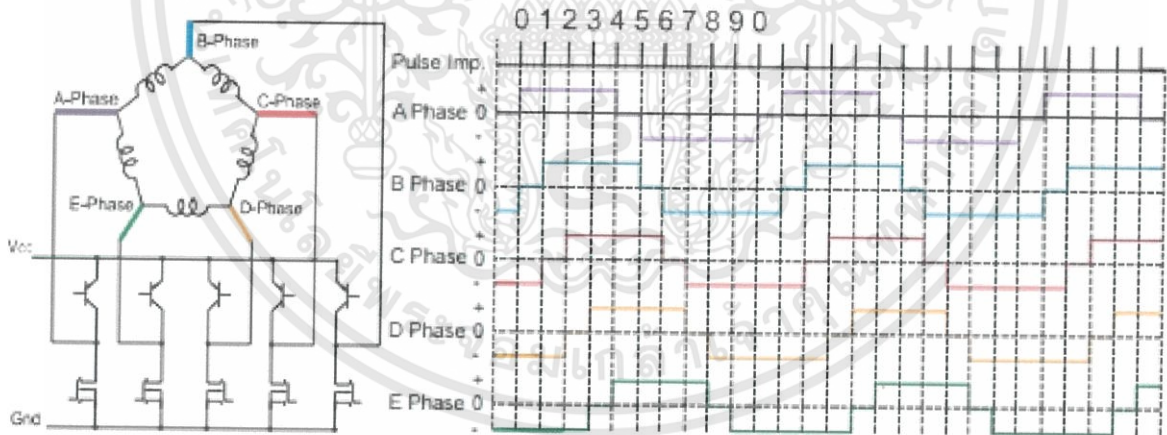 B-Phase
A-Phase
C-Phase
E-Phase
D-Phase
Vcc
Gnd
0 1 2 3 4 5 6 7 8 9 0
Pulse Imp.
+
A Phase 0
-
+
B Phase 0
-
+
C Phase 0
-
+
D Phase 0
-
+
E Phase 0
-